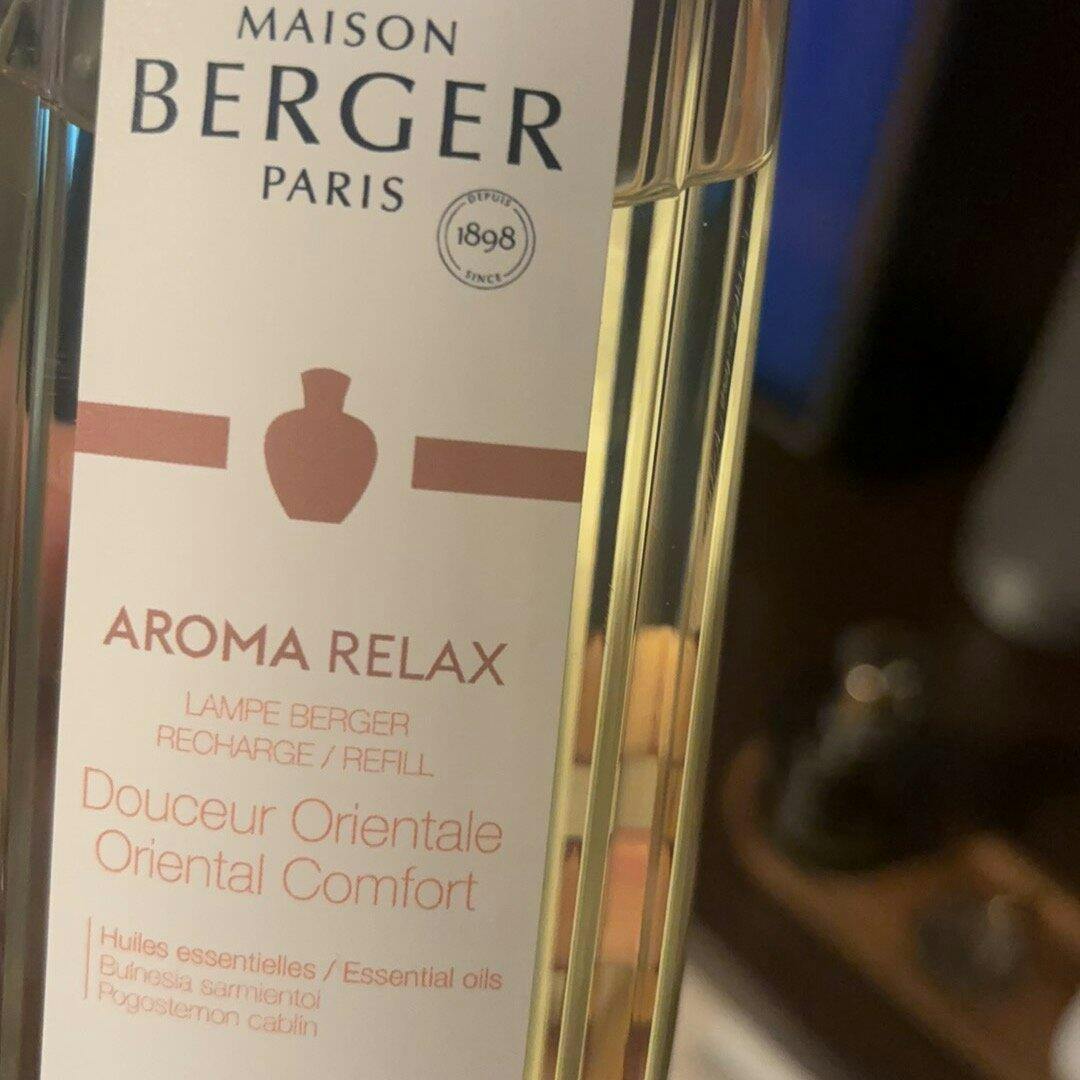 MAISON
BERGER
PARIS
DEPUIS
1898
SINCE
AROMA RELAX
LAMPE BERGER
RECHARGE / REFILL
Douceur Orientale
Oriental Comfort
Huiles essentielles / Essential oils
Bulnesia sarmientoi
Pogostemon cablin